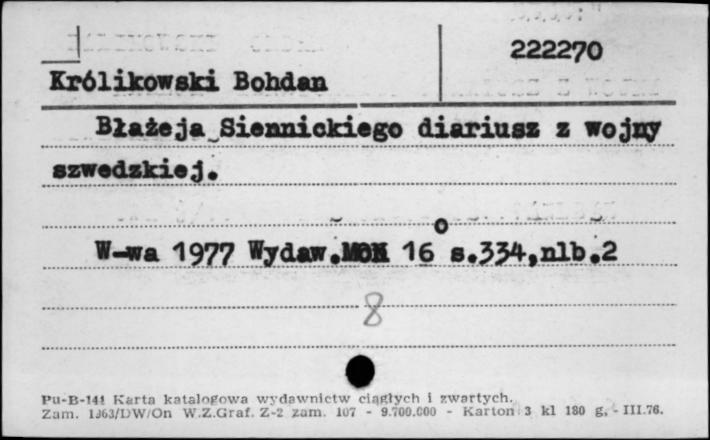 222270
Królikowski Bohdan
Błażeja Siennickiego diariusz z wojny
szwedzkiej.
W-wa 1977 Wydaw.MON 16° s.334,nlb.2
8
Pu-B-141 Karta katalogowa wydawnictw ciągłych i zwartych.
Zam. 1363/DW/On W.Z.Graf. Z-2 zam. 107 - 9.700.000 - Karton 3 kl 180 g, - III.76.